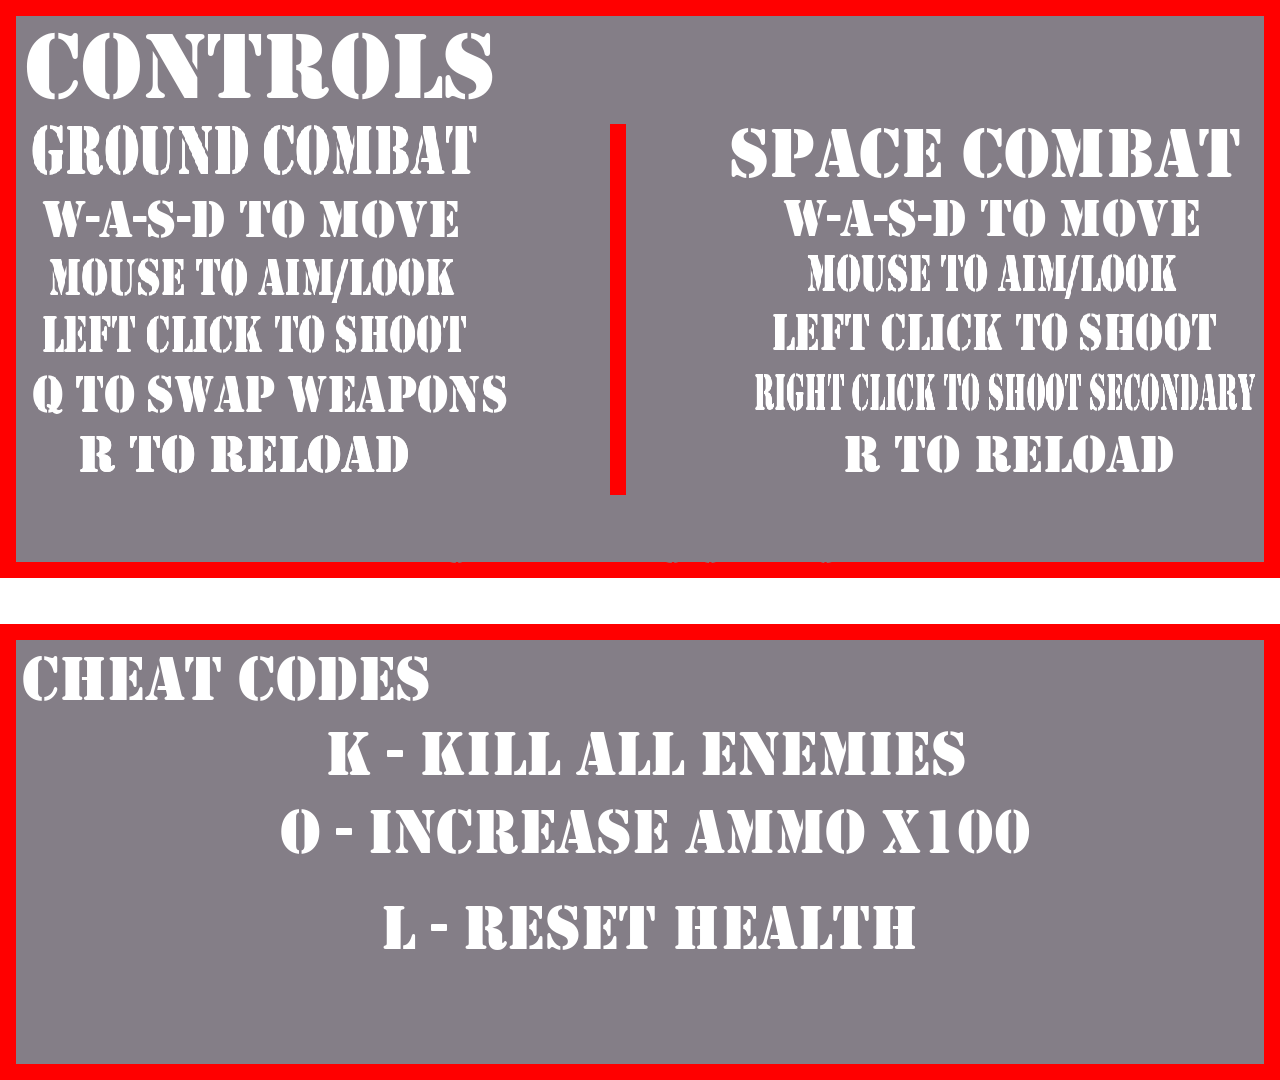 CONTROLS
GROUND COMBAT
W-A-S-D TO MOVE
MOUSE TO AIM/LOOK
LEFT CLICK TO SHOOT
Q TO SWAP WEAPONS
R TO RELOAD
SPACE COMBAT
W-A-S-D TO MOVE
MOUSE TO AIM/LOOK
LEFT CLICK TO SHOOT
RIGHT CLICK TO SHOOT SECONDARY
R TO RELOAD
CHEAT CODES
K - KILL ALL ENEMIES
O - INCREASE AMMO X100
L - RESET HEALTH